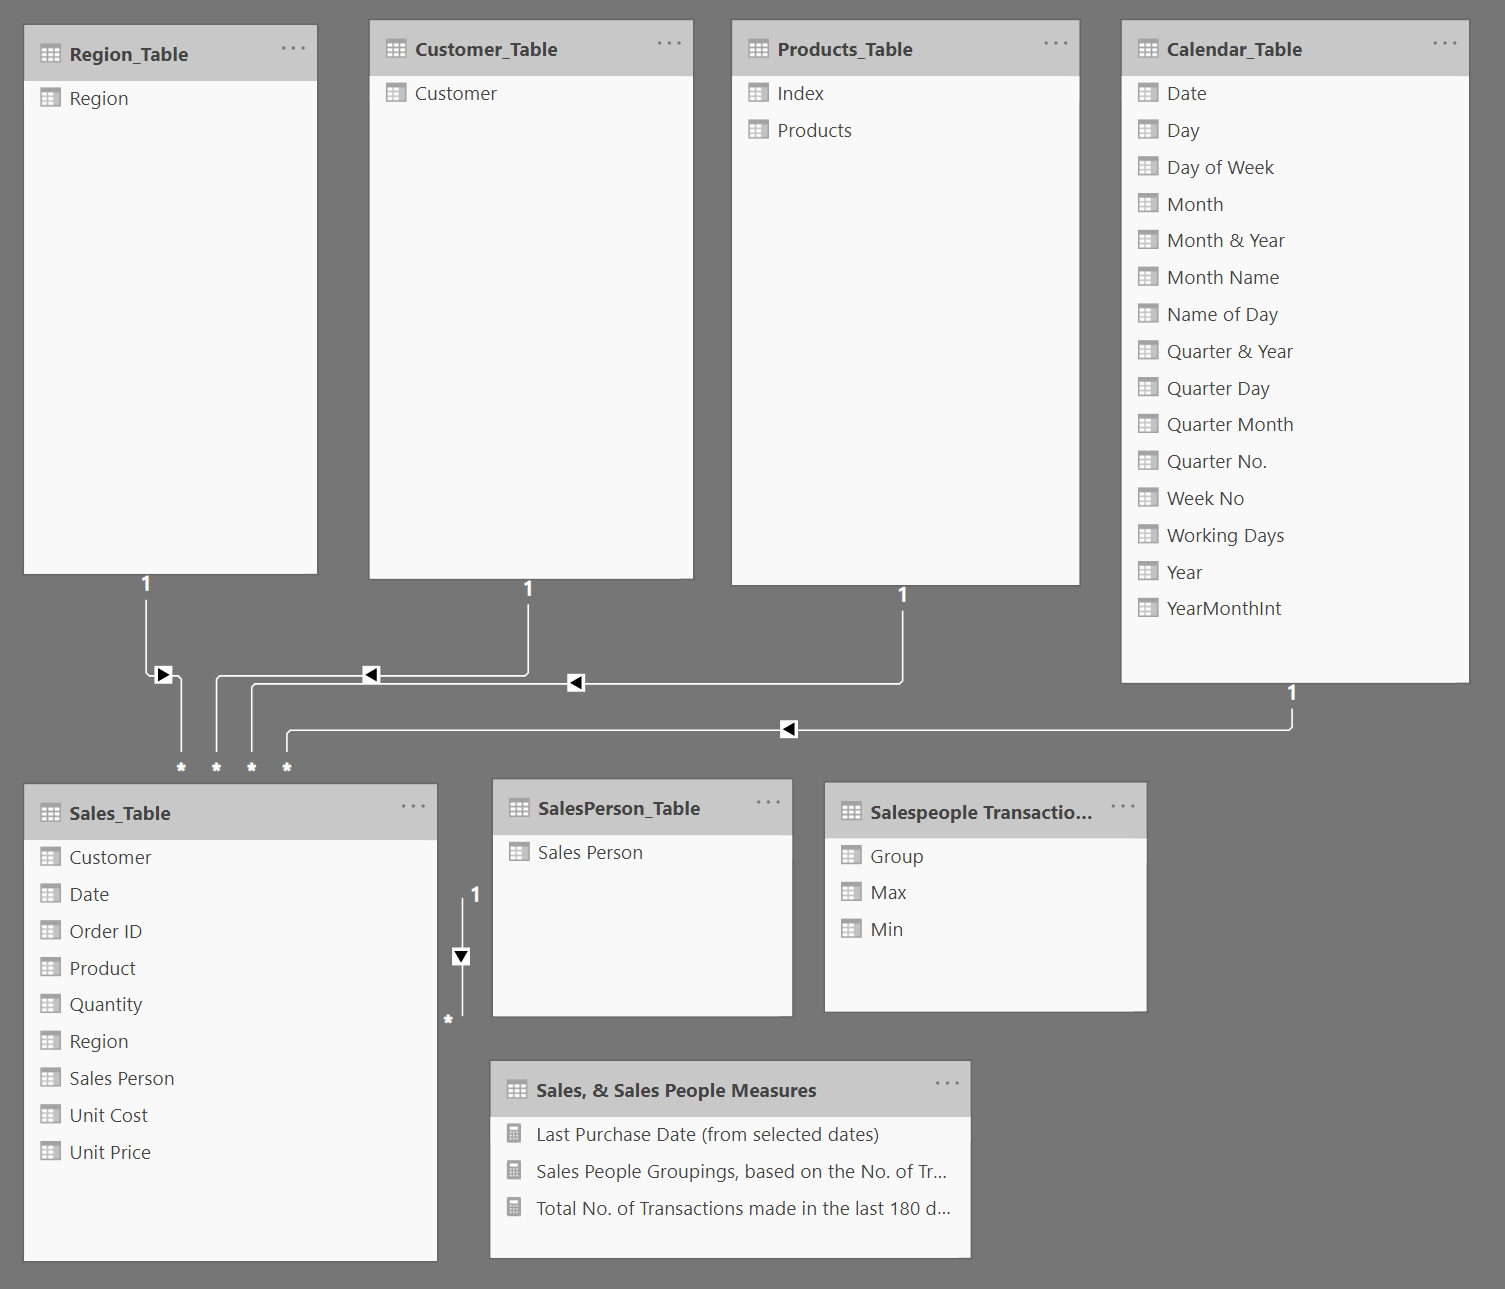 Region_Table
Region
Customer_Table
Customer
Products_Table
Index
Products
Calendar_Table
Date
Day
Day of Week
Month
Month & Year
Month Name
Name of Day
Quarter & Year
Quarter Day
Quarter Month
Quarter No.
Week No
Working Days
Year
YearMonthInt
1
1
1
1
* * * *
Sales_Table
Customer
Date
Order ID
Product
Quantity
Region
Sales Person
Unit Cost
Unit Price
1
*
SalesPerson_Table
Sales Person
Salespeople Transactio...
Group
Max
Min
Sales, & Sales People Measures
Last Purchase Date (from selected dates)
Sales People Groupings, based on the No. of Tr...
Total No. of Transactions made in the last 180 d...